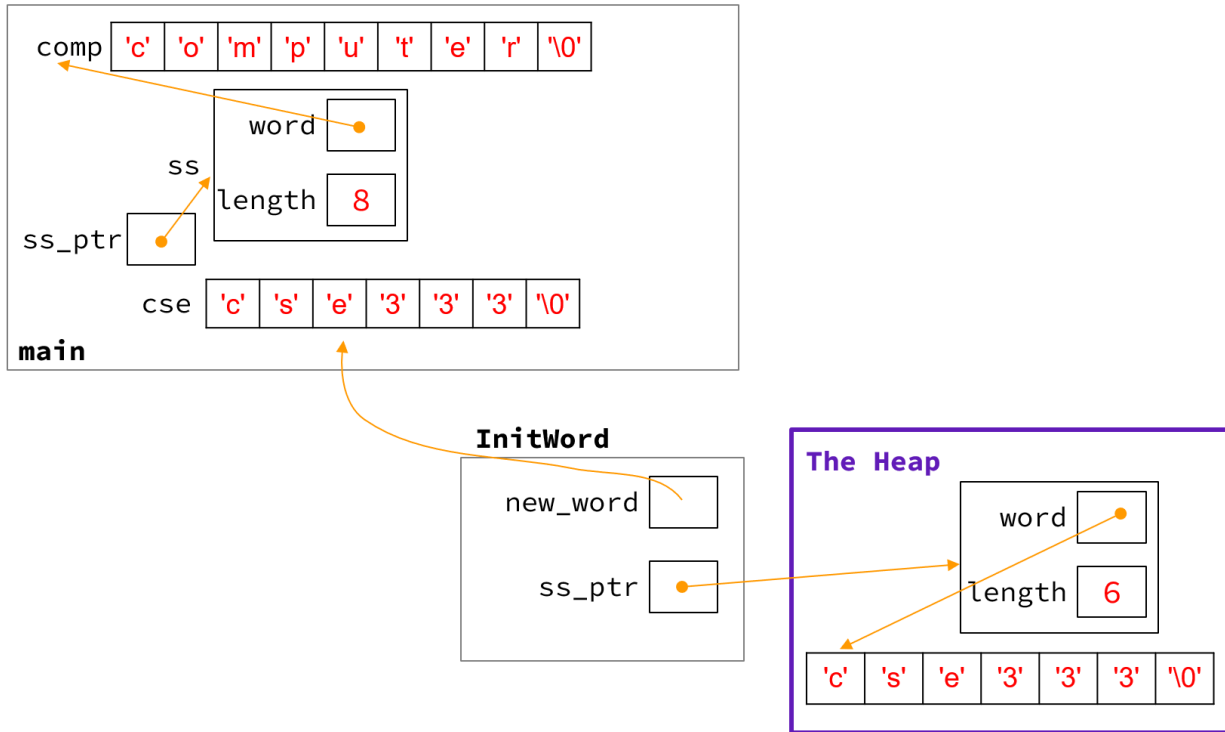 comp 'c' 'o' 'm' 'p' 'u' 't' 'e' 'r' '\0'
word
ss
length 8
ss_ptr
cse 'c' 's' 'e' '3' '3' '3' '\0'
main
InitWord
new_word
ss_ptr
The Heap
word
length 6
'c' 's' 'e' '3' '3' '3' '\0'